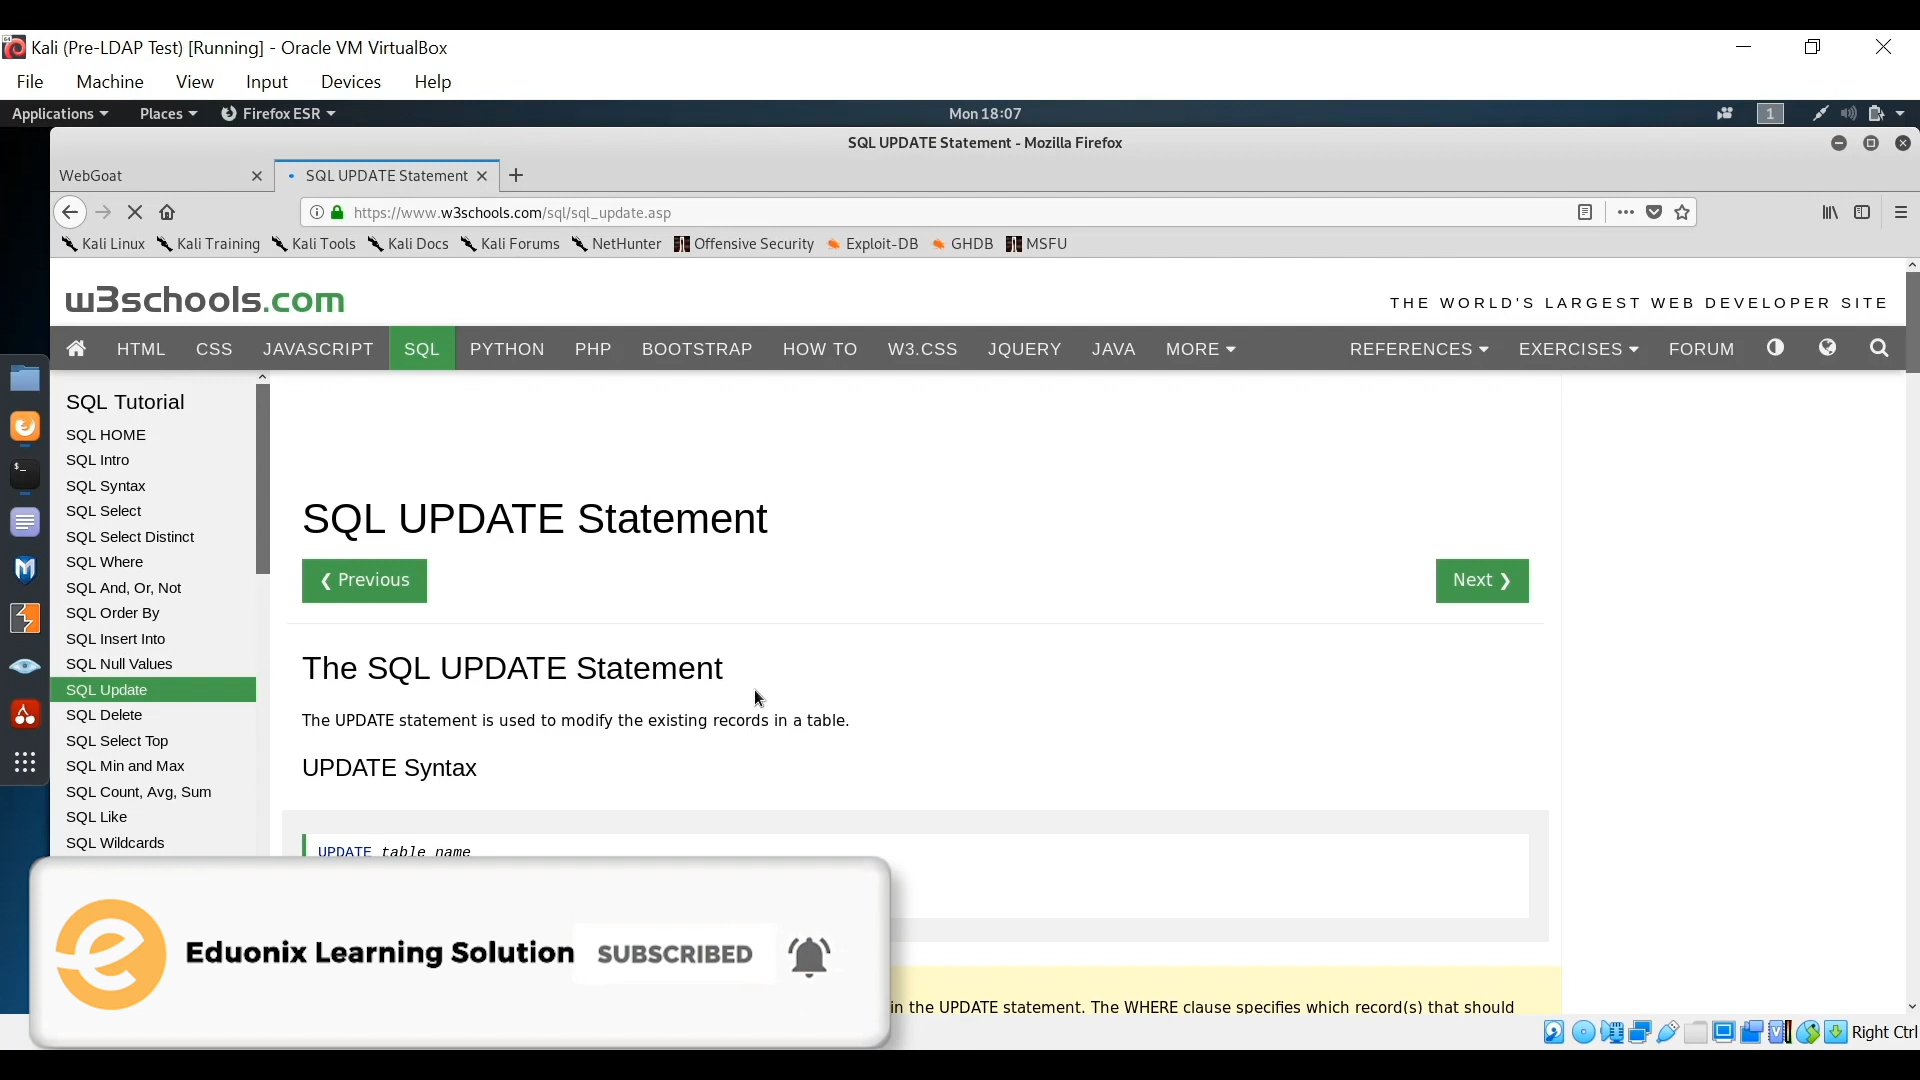 Kali (Pre-LDAP Test) [Running] - Oracle VM VirtualBox
File Machine View Input Devices Help
Applications Places Firefox ESR Mon 18:07 1
SQL UPDATE Statement - Mozilla Firefox
WebGoat SQL UPDATE Statement
https://www.w3schools.com/sql/sql_update.asp
Kali Linux Kali Training Kali Tools Kali Docs Kali Forums NetHunter Offensive Security Exploit-DB GHDB MSFU
w3schools.com THE WORLD'S LARGEST WEB DEVELOPER SITE
HTML CSS JAVASCRIPT SQL PYTHON PHP BOOTSTRAP HOW TO W3.CSS JQUERY JAVA MORE REFERENCES EXERCISES FORUM
SQL Tutorial
SQL HOME
SQL Intro
SQL Syntax
SQL Select
SQL Select Distinct
SQL Where
SQL And, Or, Not
SQL Order By
SQL Insert Into
SQL Null Values
SQL Update
SQL Delete
SQL Select Top
SQL Min and Max
SQL Count, Avg, Sum
SQL Like
SQL Wildcards
SQL UPDATE Statement
❮ Previous Next ❯
The SQL UPDATE Statement
The UPDATE statement is used to modify the existing records in a table.
UPDATE Syntax
UPDATE table_name
in the UPDATE statement. The WHERE clause specifies which record(s) that should
Eduonix Learning Solution SUBSCRIBED
Right Ctrl